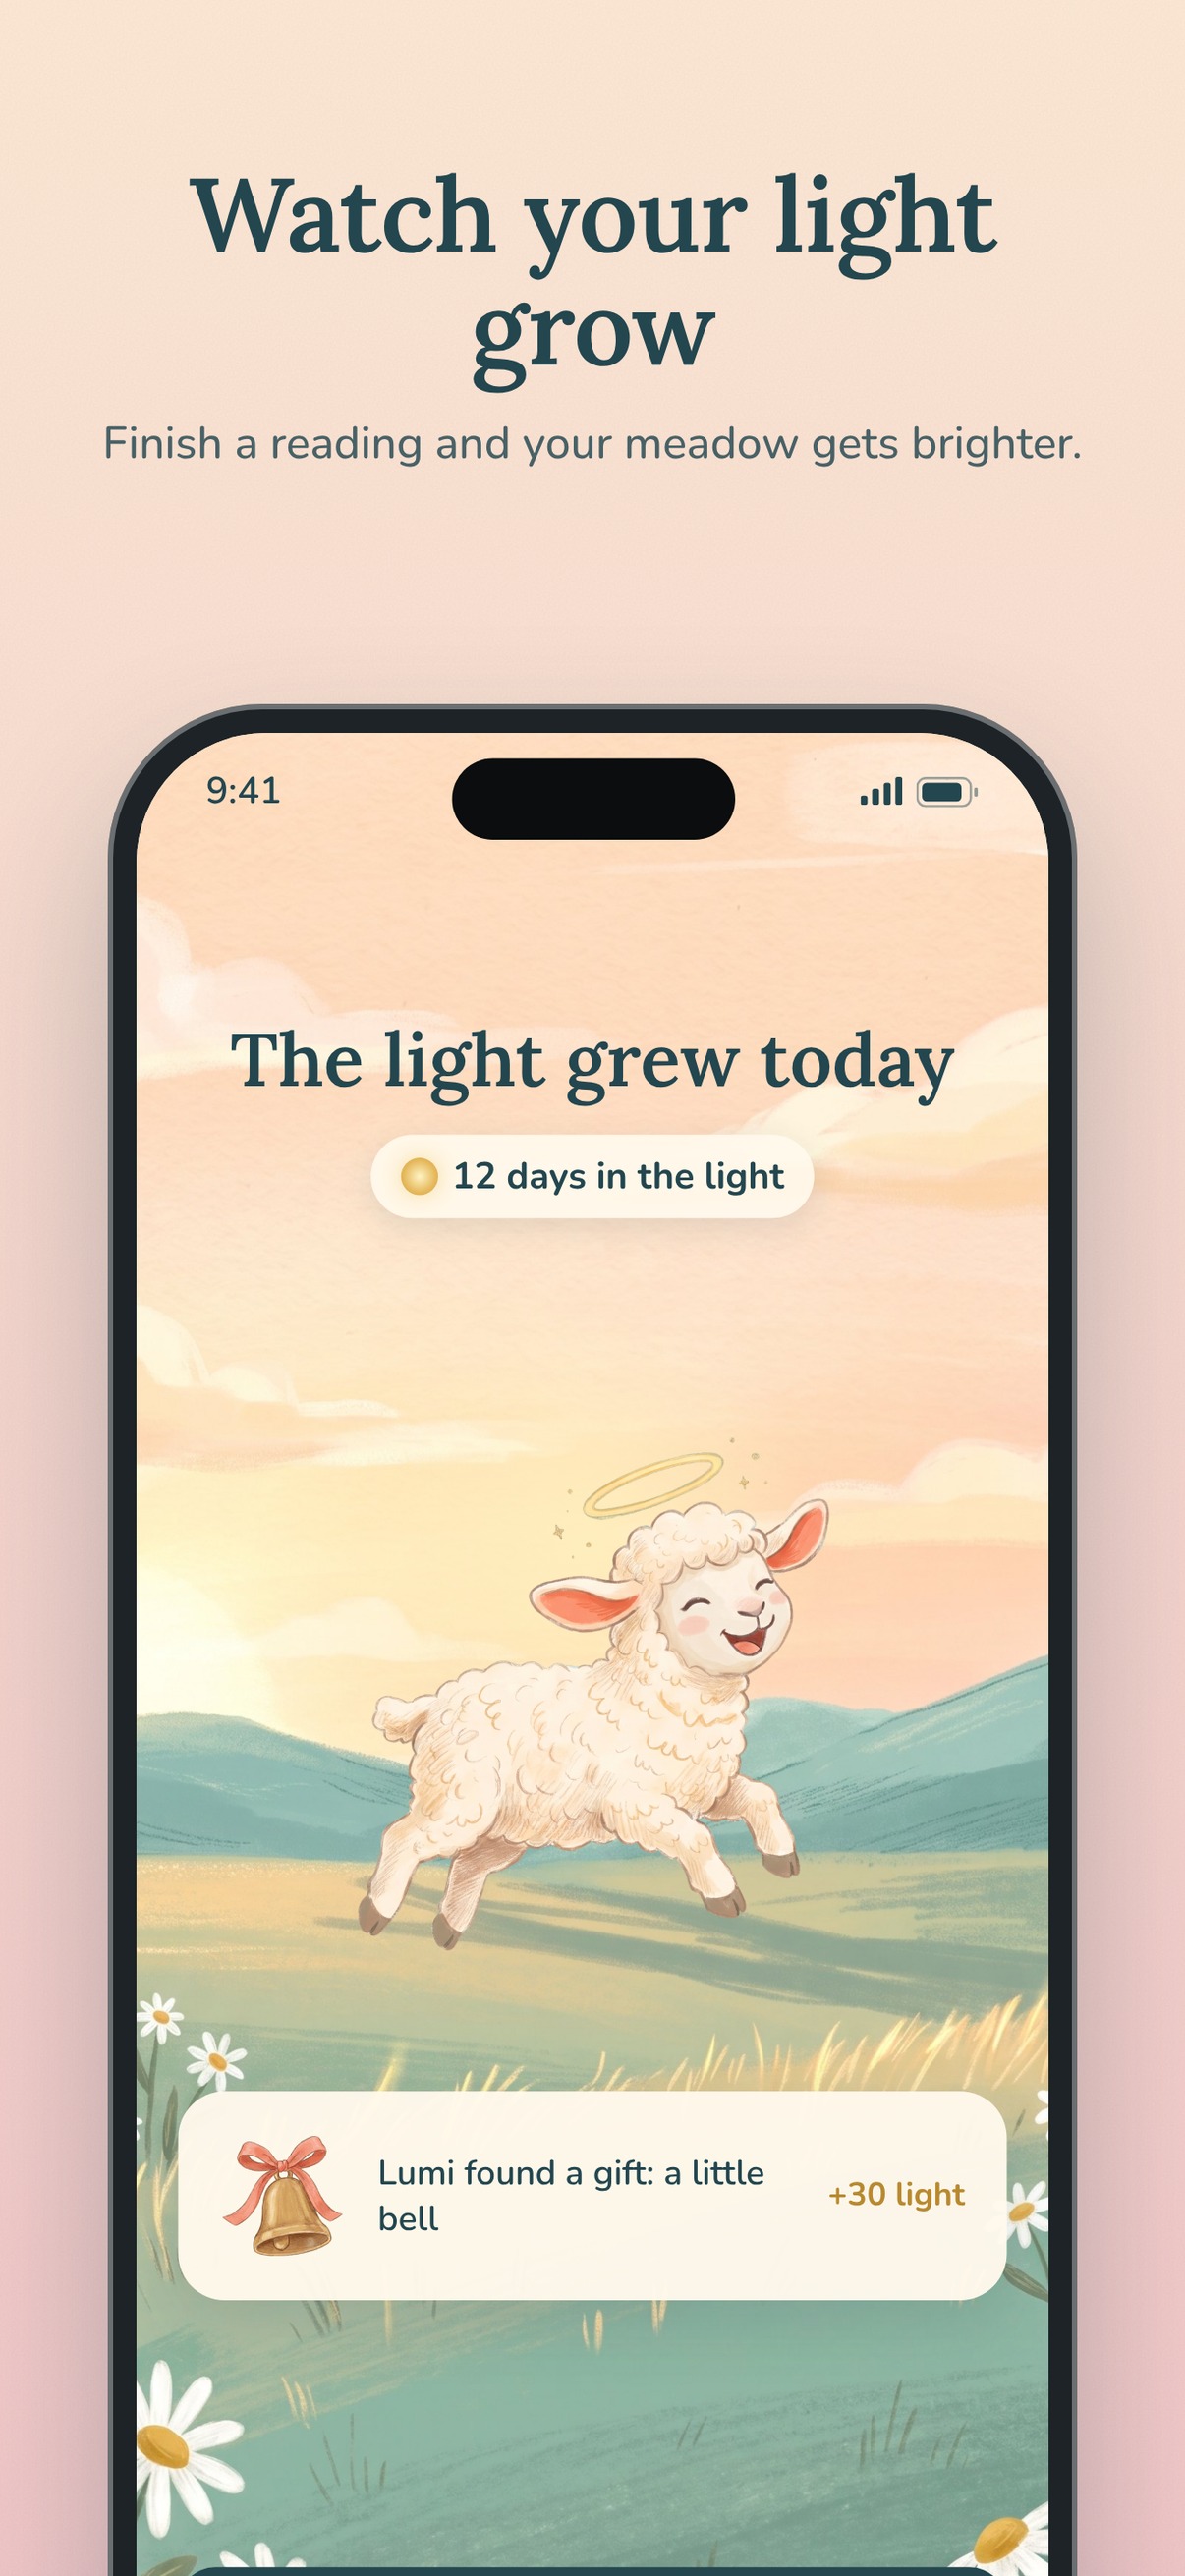 Watch your light
grow
Finish a reading and your meadow gets brighter.
9:41
The light grew today
12 days in the light
Lumi found a gift: a little
bell
+30 light